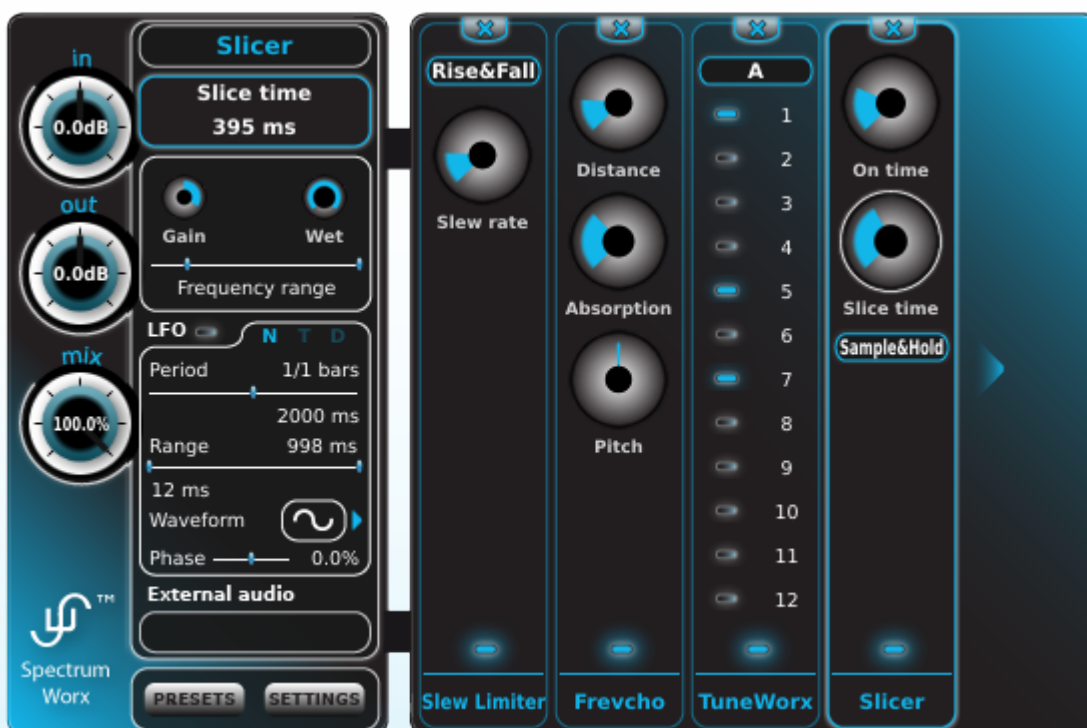 in
0.0dB
out
0.0dB
mix
100.0%
™
Spectrum
Worx
Slicer
Slice time
395 ms
Gain Wet
Frequency range
LFO N T D
Period 1/1 bars
2000 ms
Range 998 ms
12 ms
Waveform
Phase 0.0%
External audio
PRESETS SETTINGS
Rise&Fall
Slew rate
Slew Limiter
Distance
Absorption
Pitch
Frevcho
A
1
2
3
4
5
6
7
8
9
10
11
12
TuneWorx
On time
Slice time
Sample&Hold
Slicer